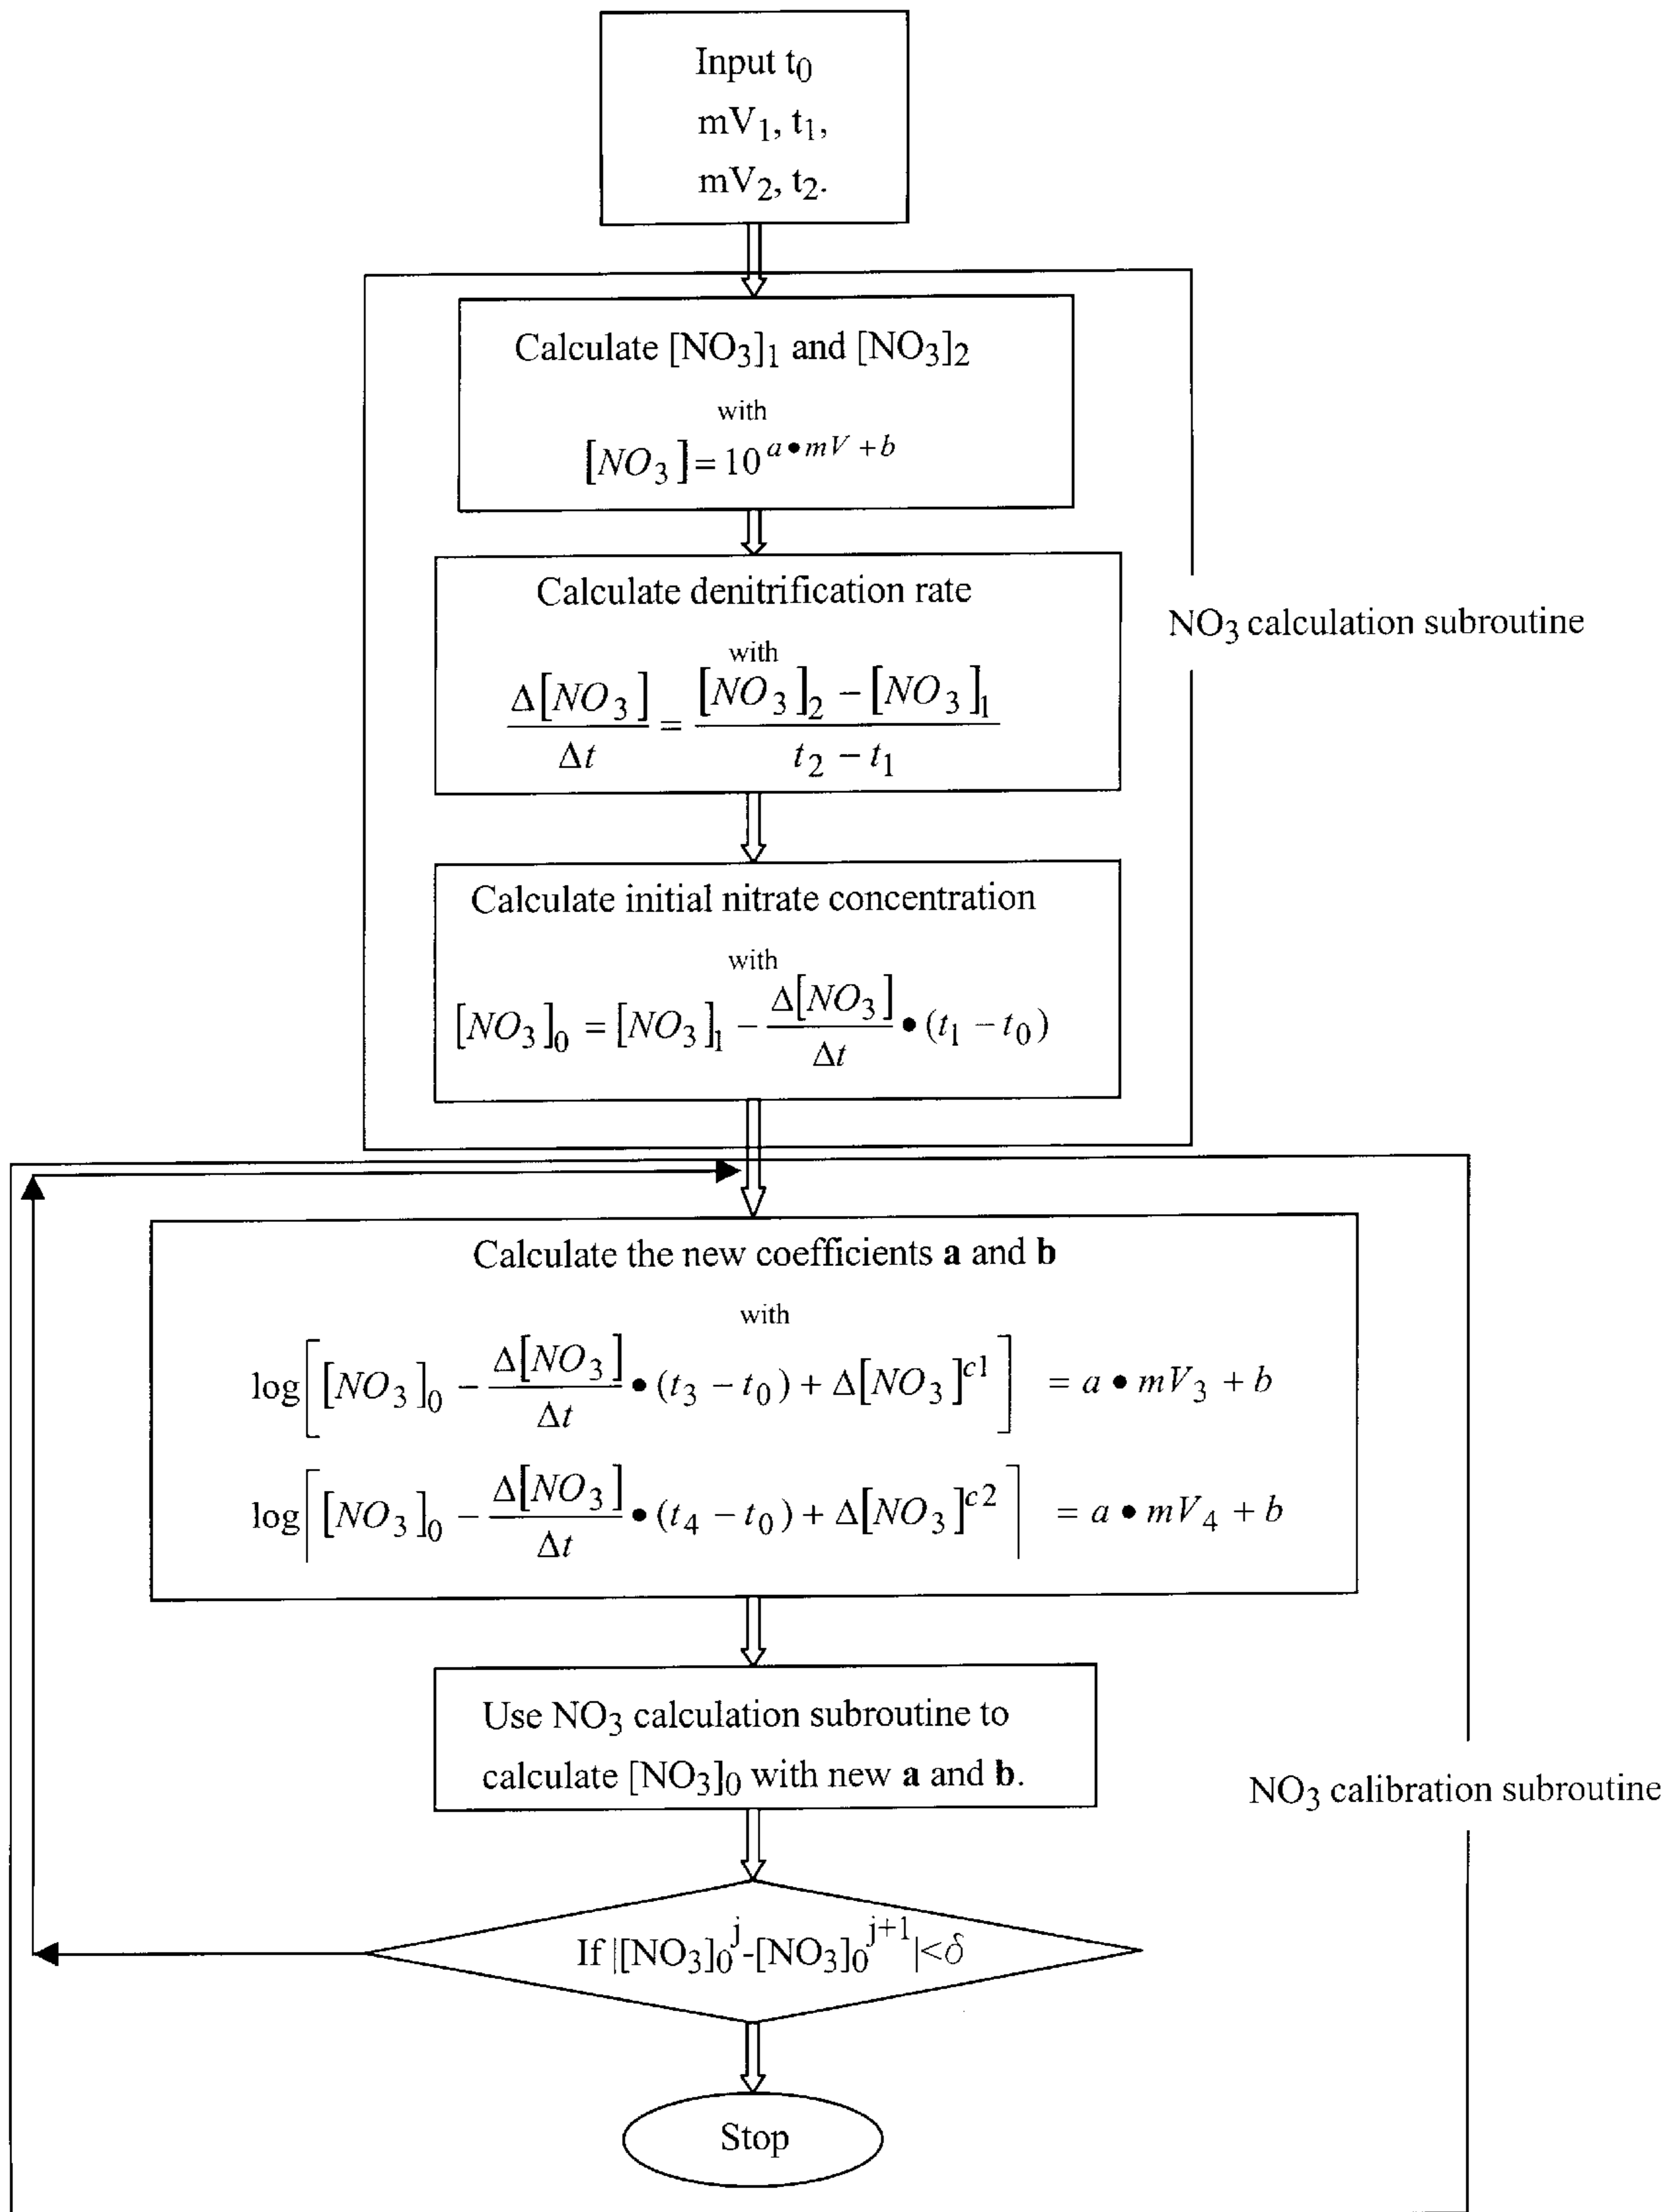 Input t₀
mV₁, t₁,
mV₂, t₂.
Calculate [NO₃]₁ and [NO₃]₂
with
[NO₃] = 10^{a•mV+b}
Calculate denitrification rate
with
Δ[NO₃]/Δt = ([NO₃]₂ − [NO₃]₁)/(t₂ − t₁)
NO₃ calculation subroutine
Calculate initial nitrate concentration
with
[NO₃]₀ = [NO₃]₁ − Δ[NO₃]/Δt • (t₁ − t₀)
Calculate the new coefficients a and b
with
log[[NO₃]₀ − Δ[NO₃]/Δt • (t₃ − t₀) + Δ[NO₃]^{c1}] = a • mV₃ + b
log[[NO₃]₀ − Δ[NO₃]/Δt • (t₄ − t₀) + Δ[NO₃]^{c2}] = a • mV₄ + b
Use NO₃ calculation subroutine to
calculate [NO₃]₀ with new a and b.
NO₃ calibration subroutine
If |[NO₃]₀^{j}-[NO₃]₀^{j+1}|<δ
Stop